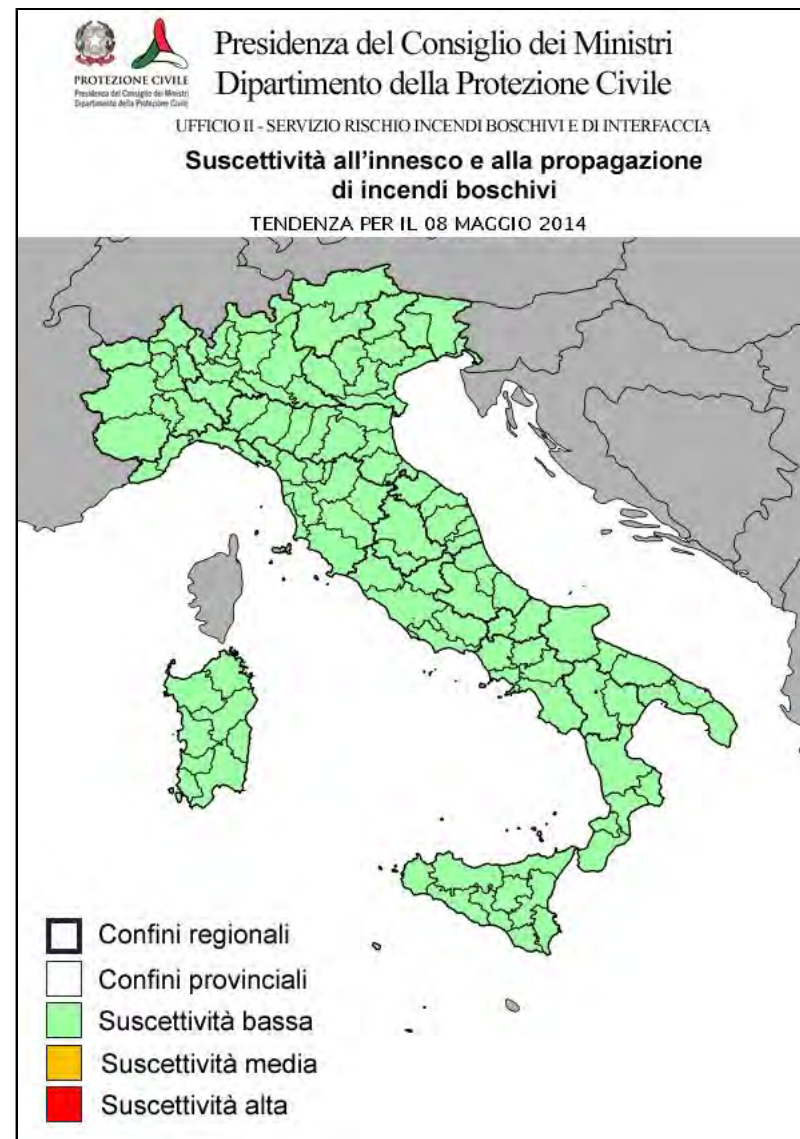 Presidenza del Consiglio dei Ministri
Dipartimento della Protezione Civile
PROTEZIONE CIVILE
Presidenza del Consiglio dei Ministri
Dipartimento della Protezione Civile
UFFICIO II - SERVIZIO RISCHIO INCENDI BOSCHIVI E DI INTERFACCIA
Suscettività all'innesco e alla propagazione
di incendi boschivi
TENDENZA PER IL 08 MAGGIO 2014
Confini regionali
Confini provinciali
Suscettività bassa
Suscettività media
Suscettività alta